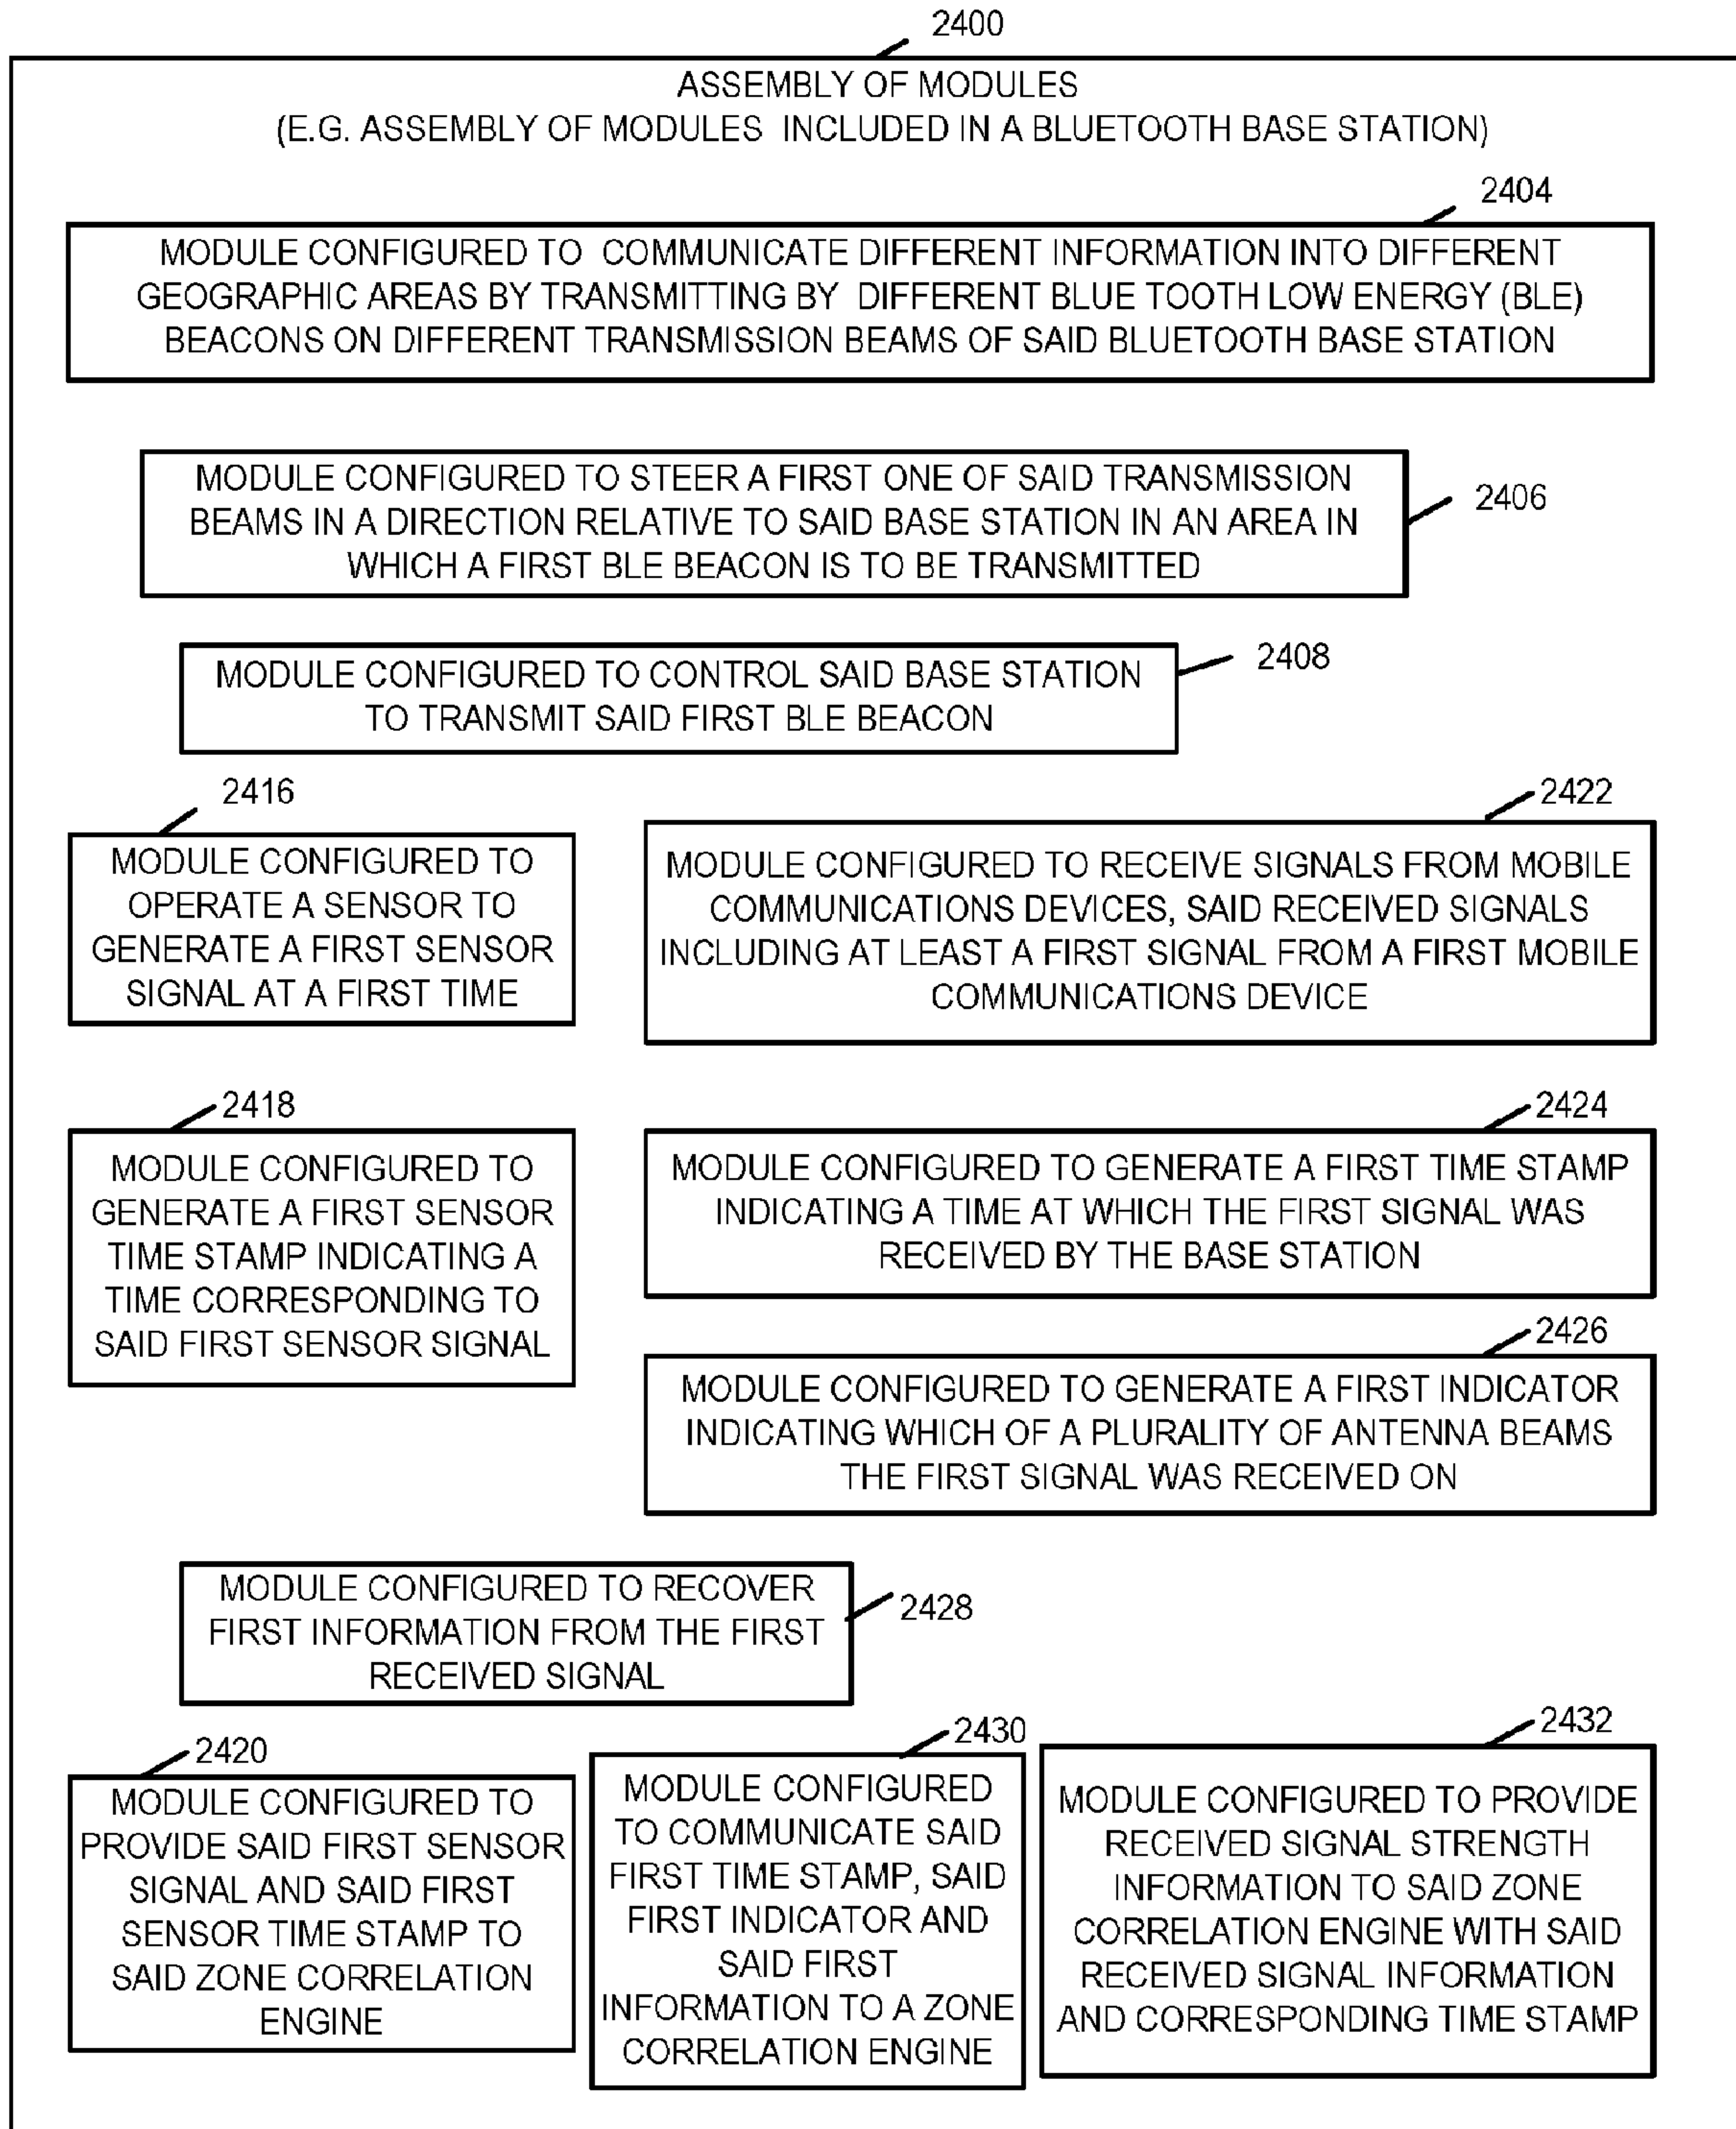 2400
ASSEMBLY OF MODULES
(E.G. ASSEMBLY OF MODULES INCLUDED IN A BLUETOOTH BASE STATION)
2404
MODULE CONFIGURED TO COMMUNICATE DIFFERENT INFORMATION INTO DIFFERENT
GEOGRAPHIC AREAS BY TRANSMITTING BY DIFFERENT BLUE TOOTH LOW ENERGY (BLE)
BEACONS ON DIFFERENT TRANSMISSION BEAMS OF SAID BLUETOOTH BASE STATION
MODULE CONFIGURED TO STEER A FIRST ONE OF SAID TRANSMISSION
BEAMS IN A DIRECTION RELATIVE TO SAID BASE STATION IN AN AREA IN
WHICH A FIRST BLE BEACON IS TO BE TRANSMITTED
2406
MODULE CONFIGURED TO CONTROL SAID BASE STATION
TO TRANSMIT SAID FIRST BLE BEACON
2408
2416
MODULE CONFIGURED TO
OPERATE A SENSOR TO
GENERATE A FIRST SENSOR
SIGNAL AT A FIRST TIME
2422
MODULE CONFIGURED TO RECEIVE SIGNALS FROM MOBILE
COMMUNICATIONS DEVICES, SAID RECEIVED SIGNALS
INCLUDING AT LEAST A FIRST SIGNAL FROM A FIRST MOBILE
COMMUNICATIONS DEVICE
2418
MODULE CONFIGURED TO
GENERATE A FIRST SENSOR
TIME STAMP INDICATING A
TIME CORRESPONDING TO
SAID FIRST SENSOR SIGNAL
2424
MODULE CONFIGURED TO GENERATE A FIRST TIME STAMP
INDICATING A TIME AT WHICH THE FIRST SIGNAL WAS
RECEIVED BY THE BASE STATION
2426
MODULE CONFIGURED TO GENERATE A FIRST INDICATOR
INDICATING WHICH OF A PLURALITY OF ANTENNA BEAMS
THE FIRST SIGNAL WAS RECEIVED ON
MODULE CONFIGURED TO RECOVER
FIRST INFORMATION FROM THE FIRST
RECEIVED SIGNAL
2428
2420
MODULE CONFIGURED TO
PROVIDE SAID FIRST SENSOR
SIGNAL AND SAID FIRST
SENSOR TIME STAMP TO
SAID ZONE CORRELATION
ENGINE
2430
MODULE CONFIGURED
TO COMMUNICATE SAID
FIRST TIME STAMP, SAID
FIRST INDICATOR AND
SAID FIRST
INFORMATION TO A ZONE
CORRELATION ENGINE
2432
MODULE CONFIGURED TO PROVIDE
RECEIVED SIGNAL STRENGTH
INFORMATION TO SAID ZONE
CORRELATION ENGINE WITH SAID
RECEIVED SIGNAL INFORMATION
AND CORRESPONDING TIME STAMP